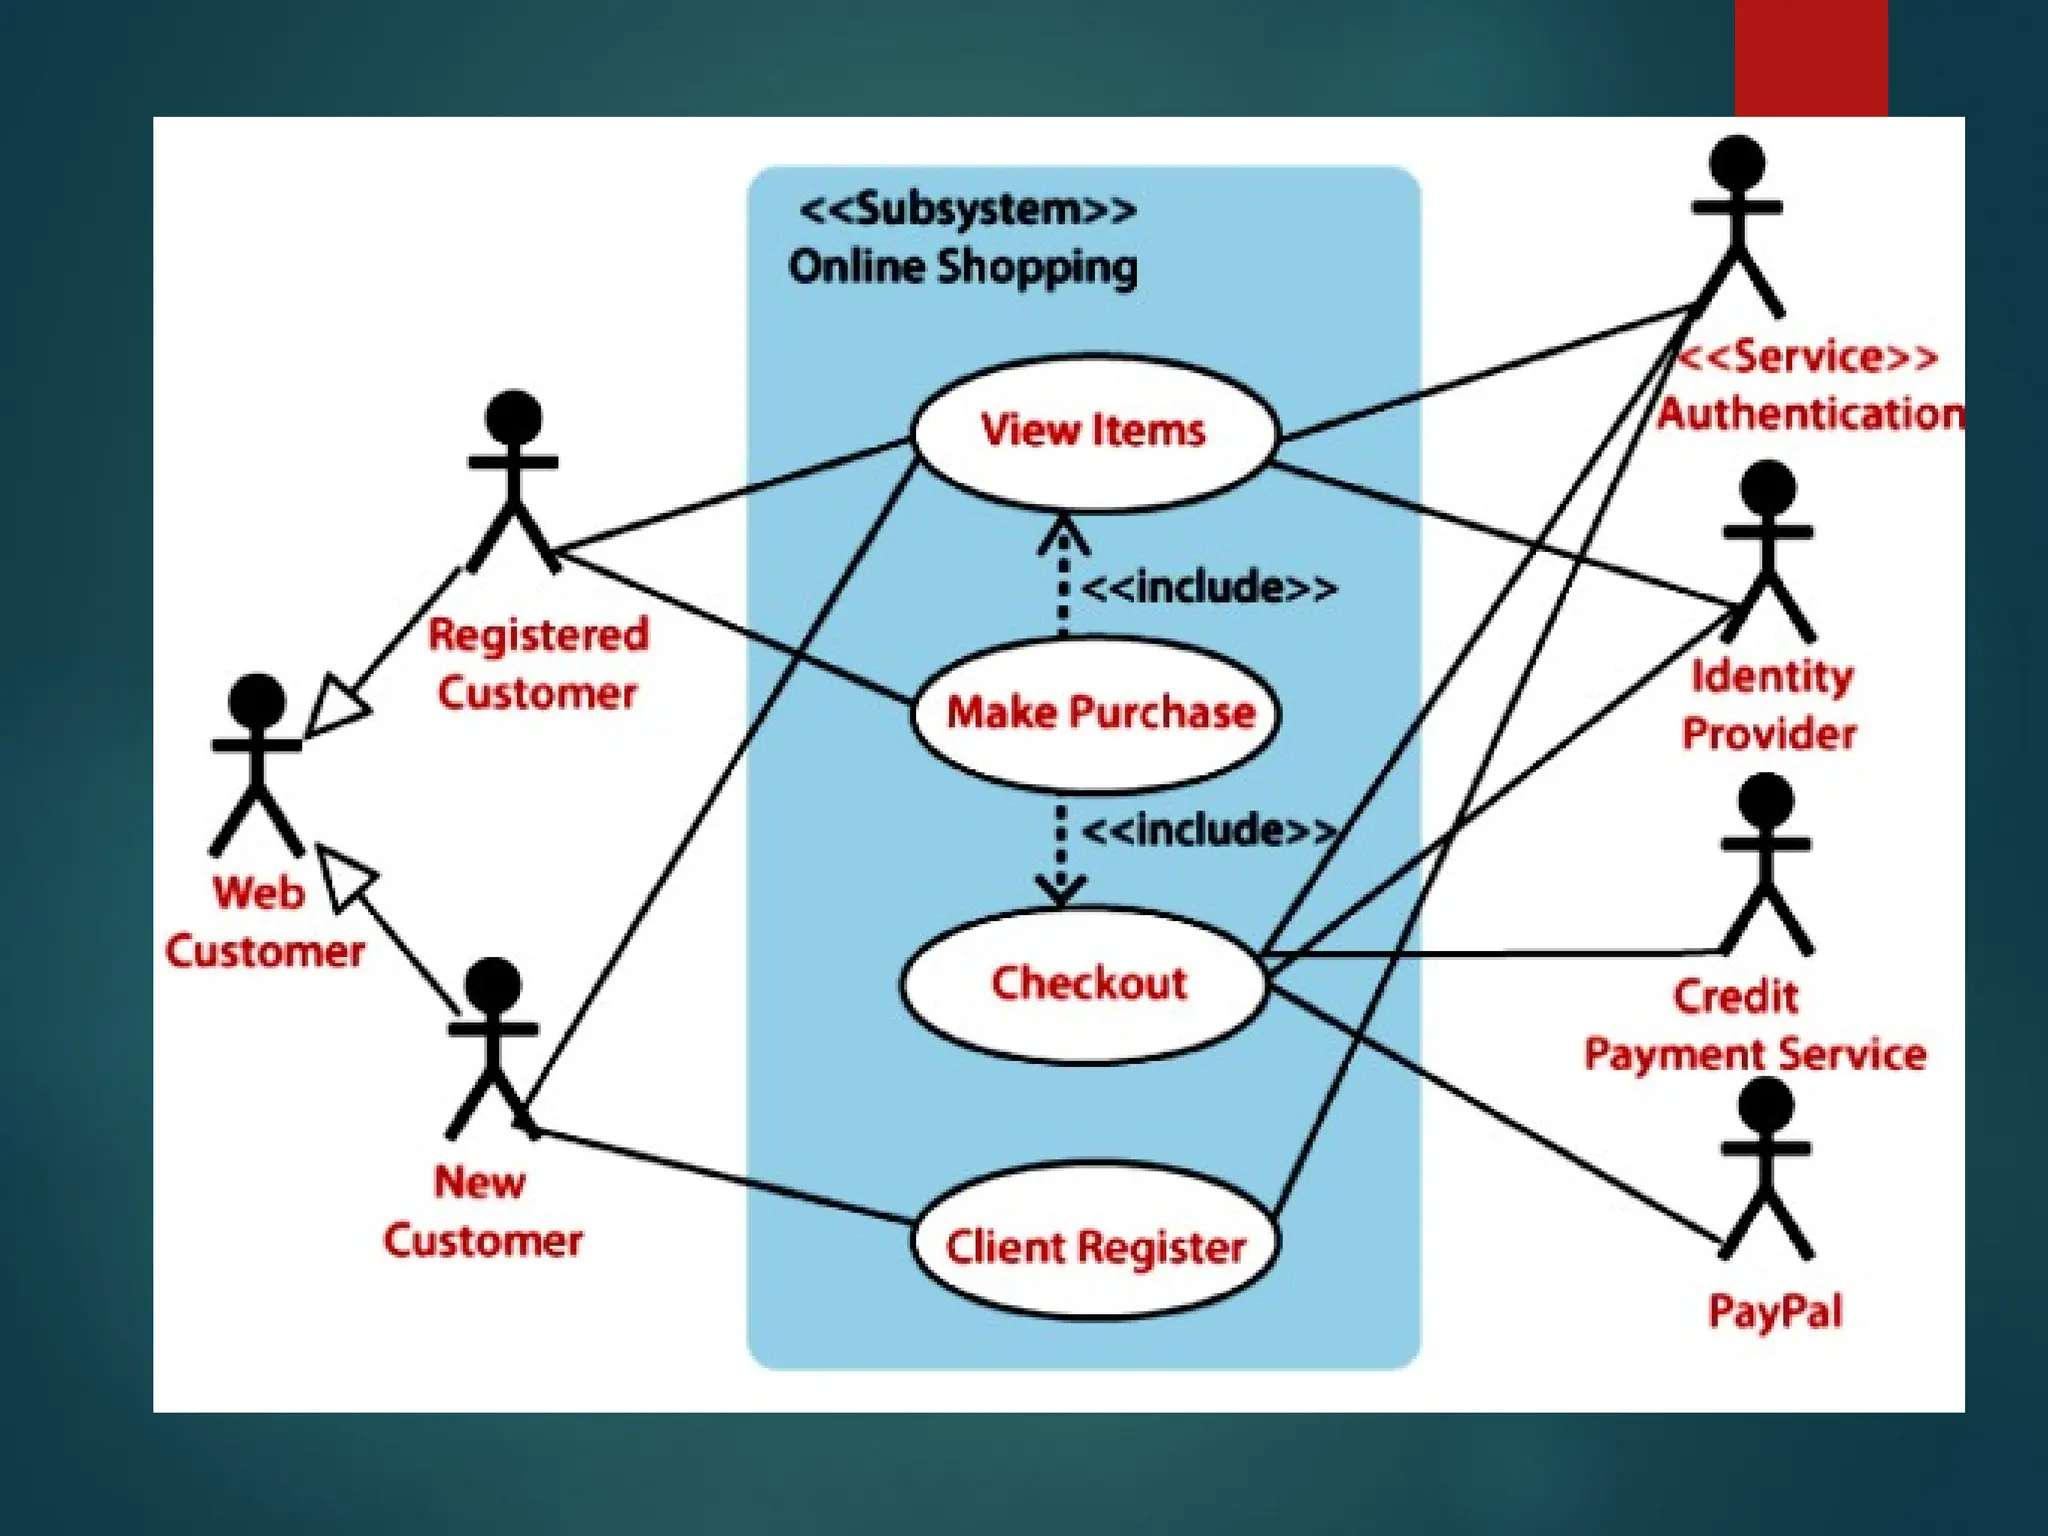 <<Subsystem>>
Online Shopping
View Items
<<include>>
Make Purchase
<<include>>
Checkout
Client Register
Registered
Customer
Web
Customer
New
Customer
<<Service>>
Authentication
Identity
Provider
Credit
Payment Service
PayPal